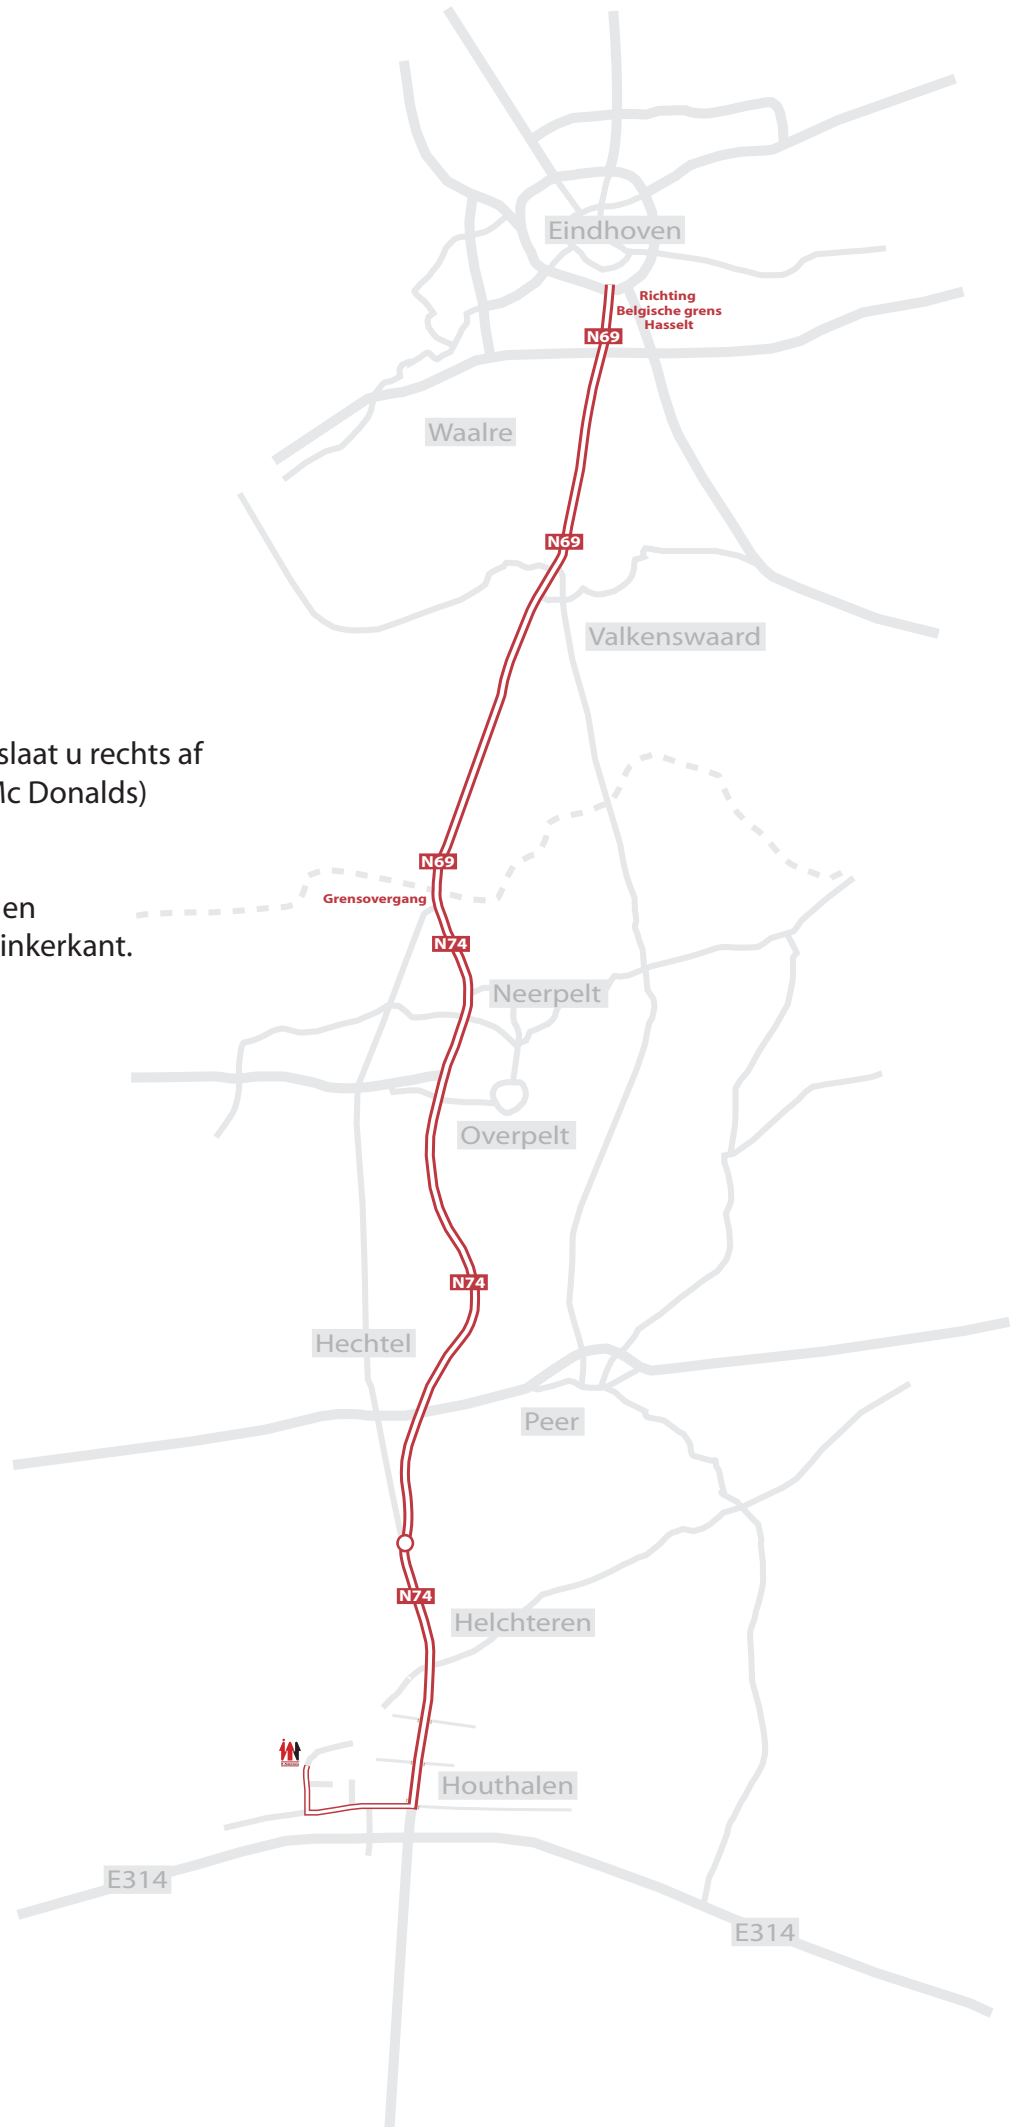 Eindhoven
Richting
Belgische grens
Hasselt
N69
Waalre
N69
Valkenswaard
slaat u rechts af
Mc Donalds)
N69
Grensovergang
en
inkerkant.
N74
Neerpelt
Overpelt
N74
Hechtel
Peer
N74
Helchteren
Houthalen
E314
E314